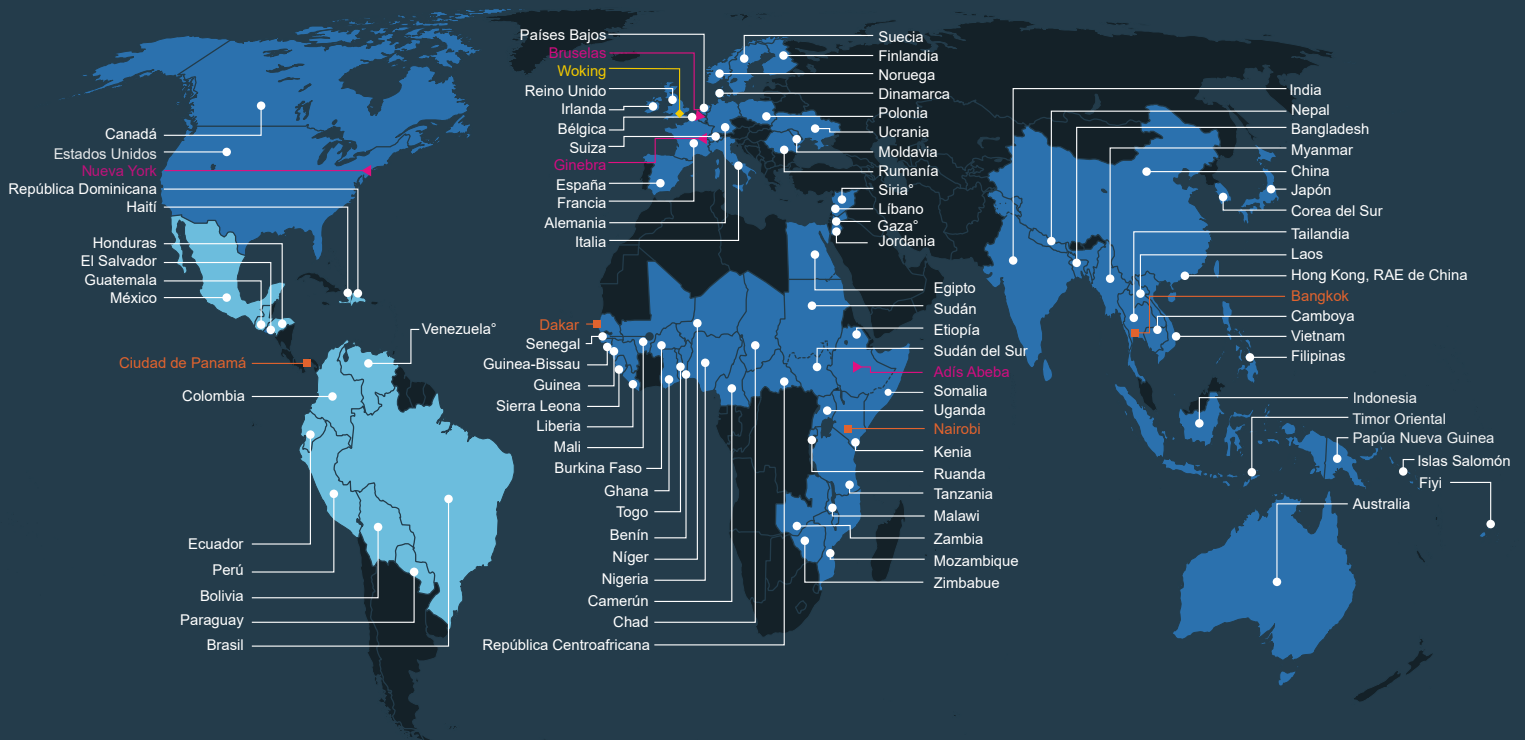 Canadá
Estados Unidos
Nueva York
República Dominicana
Haití
Honduras
El Salvador
Guatemala
México
Venezuela°
Ciudad de Panamá
Colombia
Ecuador
Perú
Bolivia
Paraguay
Brasil
Países Bajos
Bruselas
Woking
Reino Unido
Irlanda
Bélgica
Suiza
Ginebra
España
Francia
Alemania
Italia
Suecia
Finlandia
Noruega
Dinamarca
Polonia
Ucrania
Moldavia
Rumanía
Siria°
Líbano
Gaza°
Jordania
Dakar
Senegal
Guinea-Bissau
Guinea
Sierra Leona
Liberia
Mali
Burkina Faso
Ghana
Togo
Benín
Níger
Nigeria
Camerún
Chad
República Centroafricana
Egipto
Sudán
Etiopía
Sudán del Sur
Adís Abeba
Somalia
Uganda
Nairobi
Kenia
Ruanda
Tanzania
Malawi
Zambia
Mozambique
Zimbabue
India
Nepal
Bangladesh
Myanmar
China
Japón
Corea del Sur
Tailandia
Laos
Hong Kong, RAE de China
Bangkok
Camboya
Vietnam
Filipinas
Indonesia
Timor Oriental
Papúa Nueva Guinea
Islas Salomón
Fiyi
Australia